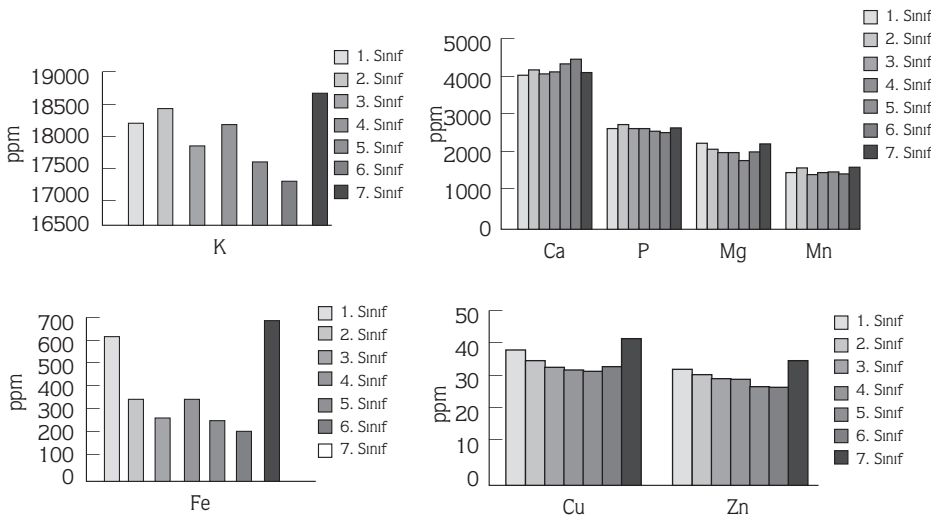 ppm
19000
18500
18000
17500
17000
16500
K
1. Sınıf
2. Sınıf
3. Sınıf
4. Sınıf
5. Sınıf
6. Sınıf
7. Sınıf
ppm
5000
4000
3000
2000
1000
0
Ca P Mg Mn
1. Sınıf
2. Sınıf
3. Sınıf
4. Sınıf
5. Sınıf
6. Sınıf
7. Sınıf
ppm
700
600
500
400
300
200
100
0
Fe
1. Sınıf
2. Sınıf
3. Sınıf
4. Sınıf
5. Sınıf
6. Sınıf
7. Sınıf
ppm
50
40
30
20
10
0
Cu Zn
1. Sınıf
2. Sınıf
3. Sınıf
4. Sınıf
5. Sınıf
6. Sınıf
7. Sınıf